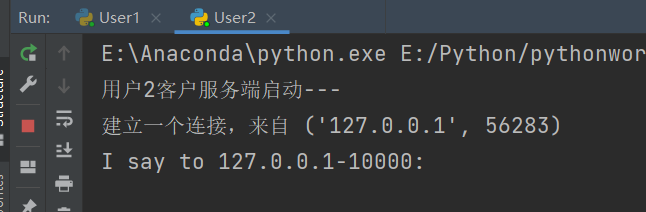 Run: User1 × User2 ×
E:\Anaconda\python.exe E:/Python/pythonwor
用户2客户服务端启动---
建立一个连接，来自 ('127.0.0.1', 56283)
I say to 127.0.0.1-10000:
Structure